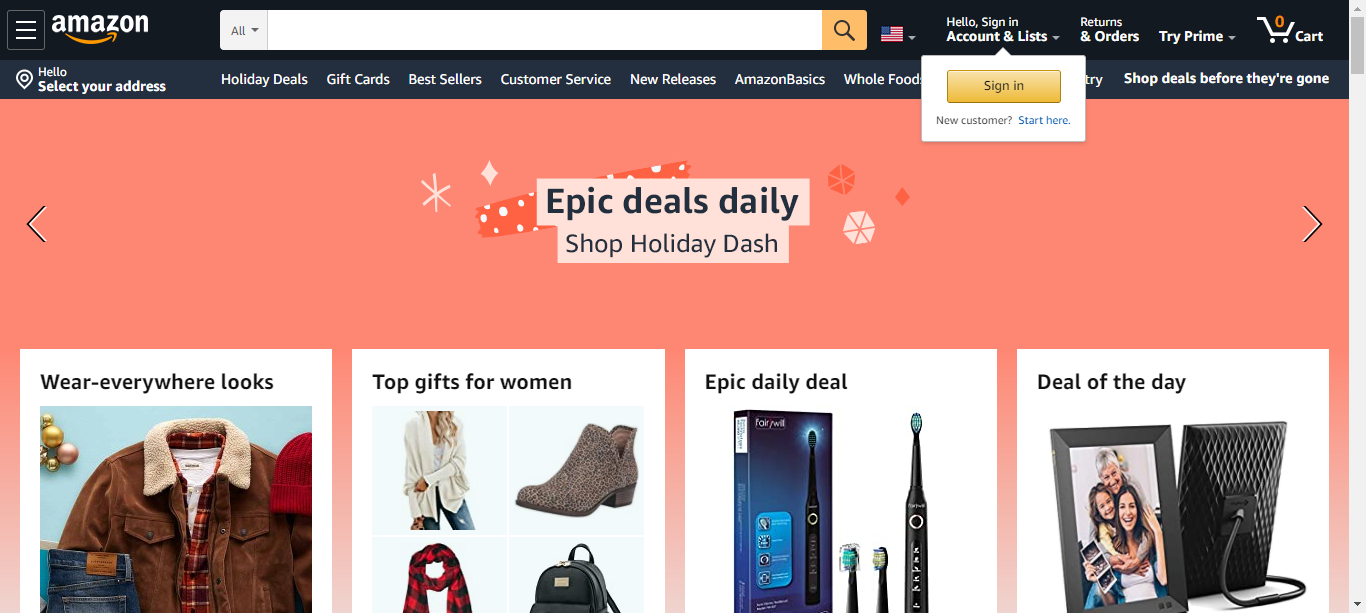 amazon
All
Hello, Sign in
Account & Lists
Returns
& Orders
Try Prime
0
Cart
Hello
Select your address
Holiday Deals
Gift Cards
Best Sellers
Customer Service
New Releases
AmazonBasics
Whole Foods
try
Shop deals before they're gone
Sign in
New customer? Start here.
Epic deals daily
Shop Holiday Dash
Wear-everywhere looks
Top gifts for women
Epic daily deal
Deal of the day
fairywill
fairywill